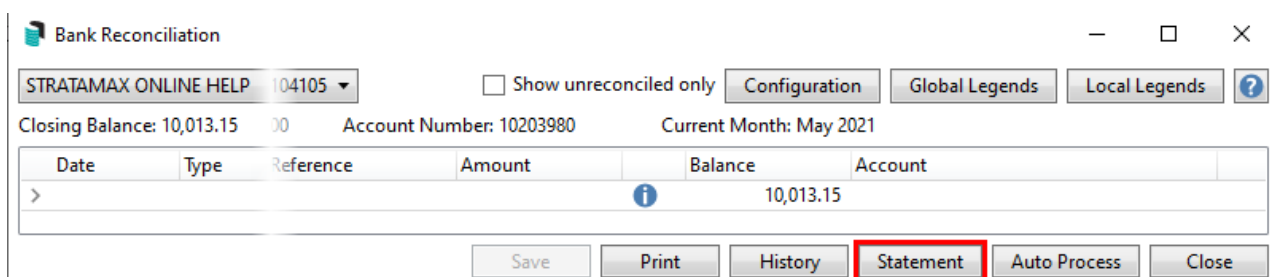 Bank Reconciliation
STRATAMAX ONLINE HELP 104105 Show unreconciled only Configuration Global Legends Local Legends ?
Closing Balance: 10,013.15 00 Account Number: 10203980 Current Month: May 2021
Date Type Reference Amount Balance Account
10,013.15
Save Print History Statement Auto Process Close